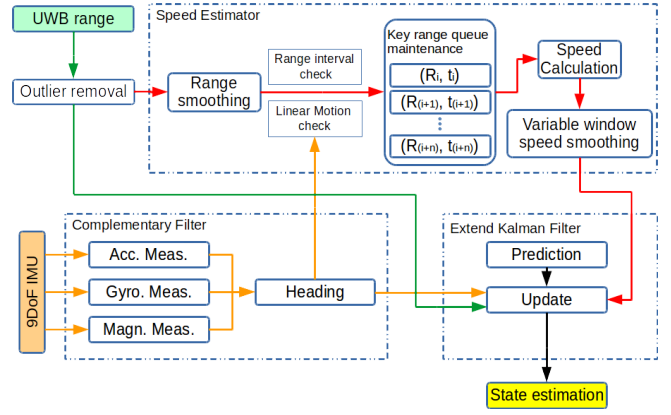 UWB range
Speed Estimator
Outlier removal
Range
smoothing
Range interval
check
Linear Motion
check
Key range queue
maintenance
(Ri, ti)
(R(i+1), t(i+1))
(R(i+n), t(i+n))
Speed
Calculation
Variable window
speed smoothing
Complementary Filter
9DoF IMU
Acc. Meas.
Gyro. Meas.
Magn. Meas.
Heading
Extend Kalman Filter
Prediction
Update
State estimation